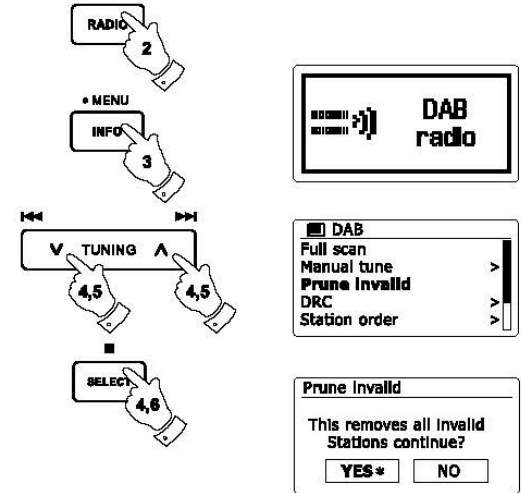 RADIO
2
• MENU
INFO
3
TUNING
4,5
4,5
SELECT
4,6
DAB
radio
DAB
Full scan
Manual tune >
Prune invalid
DRC >
Station order >
Prune invalid
This removes all invalid
Stations continue?
YES * NO